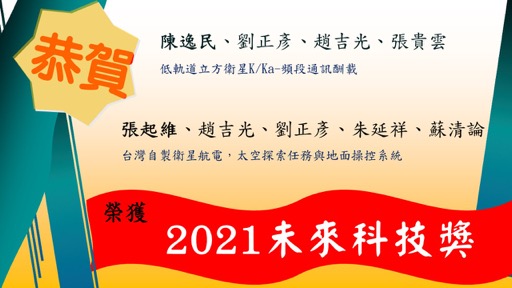 恭賀
陳逸民、劉正彥、趙吉光、張貴雲
低軌道立方衛星K/Ka-頻段通訊酬載
張起維、趙吉光、劉正彥、朱延祥、蘇清論
台灣自製衛星航電，太空探索任務與地面操控系統
榮獲
2021未來科技獎